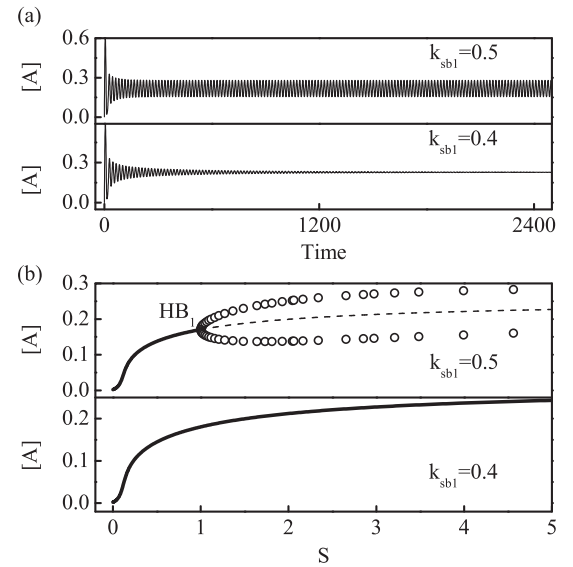 (a)
0.6
k_sb1=0.5
0.3
[A]
0.0
k_sb1=0.4
0.3
[A]
0.0
0 1200 2400
Time
(b)
0.3
HB_1
0.2
[A]
0.1
k_sb1=0.5
0.0
0.2
[A]
0.1
k_sb1=0.4
0.0
0 1 2 3 4 5
S